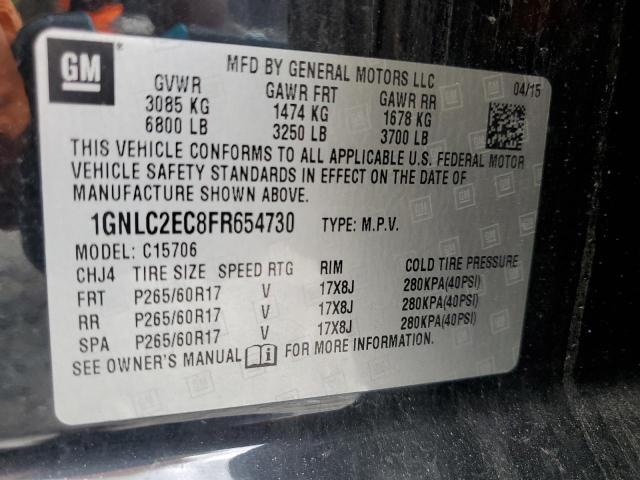 GM
MFD BY GENERAL MOTORS LLC
GVWR GAWR FRT GAWR RR 04/15
3085 KG 1474 KG 1678 KG
6800 LB 3250 LB 3700 LB
THIS VEHICLE CONFORMS TO ALL APPLICABLE U.S. FEDERAL MOTOR
VEHICLE SAFETY STANDARDS IN EFFECT ON THE DATE OF
MANUFACTURE SHOWN ABOVE.
1GNLC2EC8FR654730 TYPE: M.P.V.
MODEL: C15706
CHJ4 TIRE SIZE SPEED RTG RIM COLD TIRE PRESSURE
FRT P265/60R17 V 17X8J 280KPA(40PSI)
RR P265/60R17 V 17X8J 280KPA(40PSI)
SPA P265/60R17 V 17X8J 280KPA(40PSI)
SEE OWNER'S MANUAL FOR MORE INFORMATION.